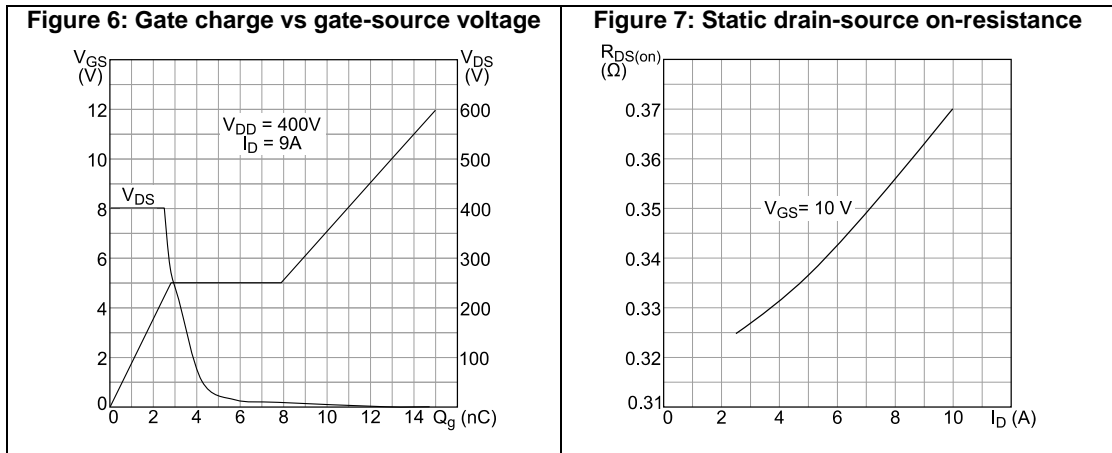 Figure 6: Gate charge vs gate-source voltage
VGS
(V)
VDS
(V)
12
10
8
6
4
2
0
VDD = 400V
ID = 9A
VDS
600
500
400
300
200
100
0 2 4 6 8 10 12 14 Qg (nC)
Figure 7: Static drain-source on-resistance
RDS(on)
(Ω)
0.37
0.36
0.35
0.34
0.33
0.32
0.31
VGS= 10 V
0 2 4 6 8 10 ID (A)